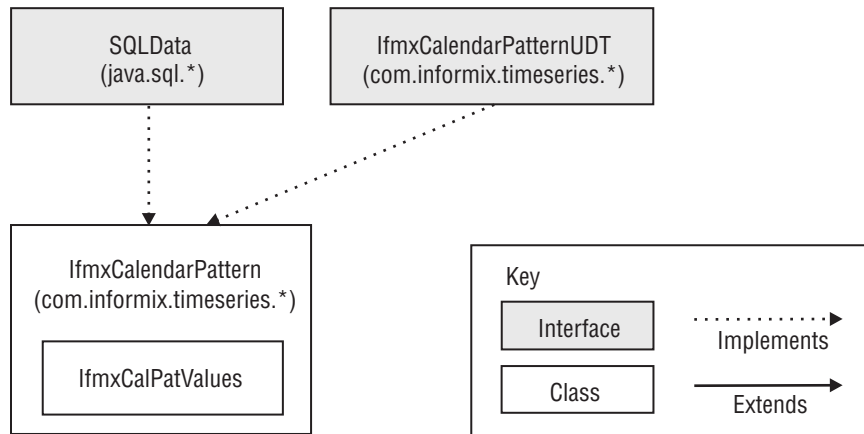 SQLData
(java.sql.*)
IfmxCalendarPatternUDT
(com.informix.timeseries.*)
IfmxCalendarPattern
(com.informix.timeseries.*)
IfmxCalPatValues
Key
Interface
Implements
Class
Extends